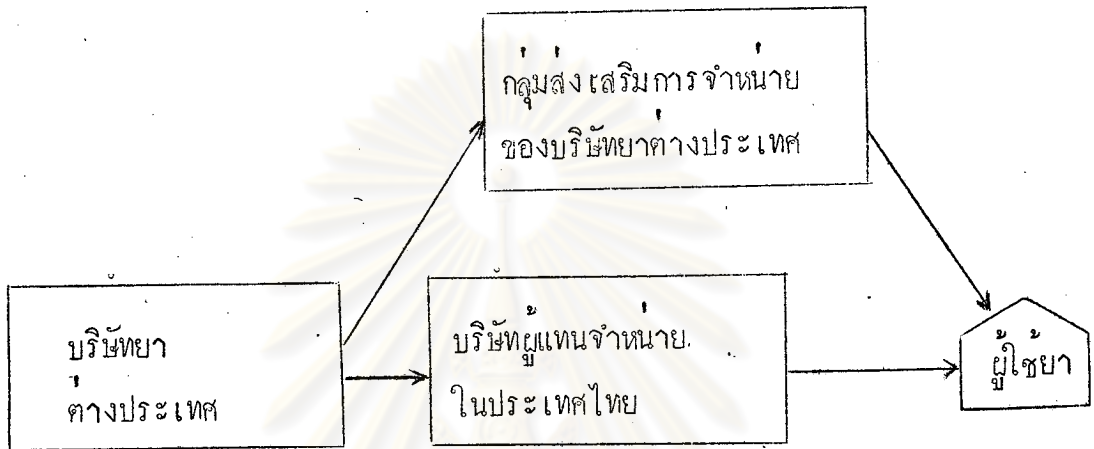 กลุ่มส่งเสริมการจำหน่าย
ของบริษัทยาต่างประเทศ
บริษัทยา
ต่างประเทศ
บริษัทผู้แทนจำหน่าย
ในประเทศไทย
ผู้ใช้ยา